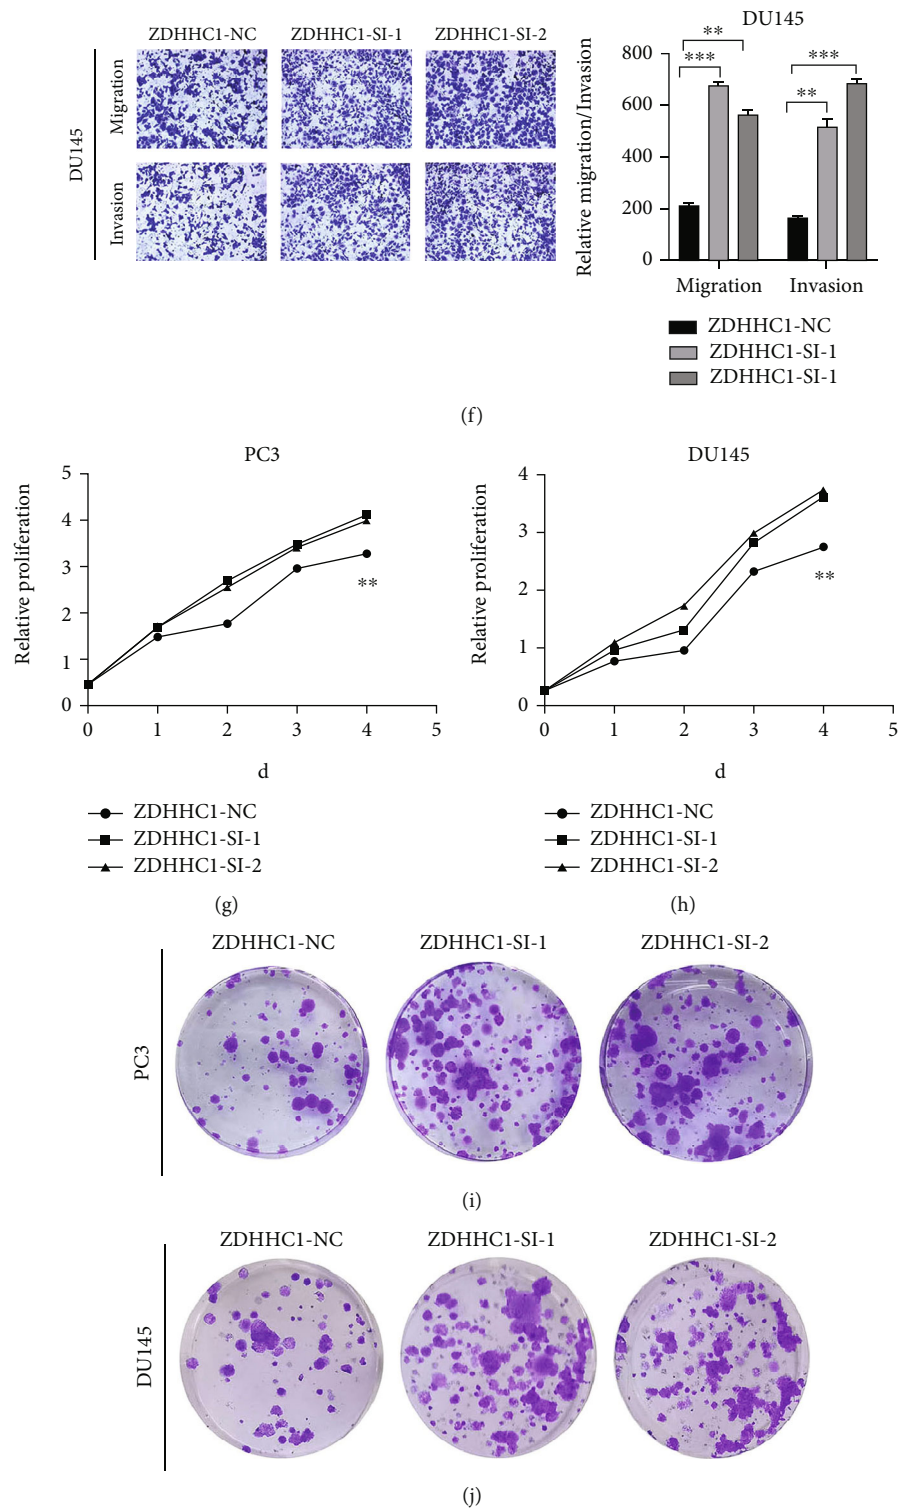 ZDHHC1-NC ZDHHC1-SI-1 ZDHHC1-SI-2
DU145
Migration
Invasion
DU145
Relative migration/Invasion
800
600
400
200
0
** 
***
***
**
Migration Invasion
ZDHHC1-NC
ZDHHC1-SI-1
ZDHHC1-SI-1
(f)
PC3
Relative proliferation
5
4
3
2
1
0
**
0 1 2 3 4 5
d
ZDHHC1-NC
ZDHHC1-SI-1
ZDHHC1-SI-2
(g)
DU145
Relative proliferation
4
3
2
1
0
**
0 1 2 3 4 5
d
ZDHHC1-NC
ZDHHC1-SI-1
ZDHHC1-SI-2
(h)
ZDHHC1-NC ZDHHC1-SI-1 ZDHHC1-SI-2
PC3
(i)
ZDHHC1-NC ZDHHC1-SI-1 ZDHHC1-SI-2
DU145
(j)